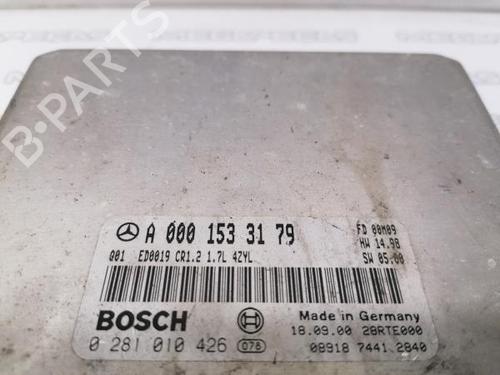 B-PARTS
A 000 153 31 79
FD 00M09
HW 14.98
Q01 ED0019 CR1.2 1.7L 4ZYL
SW 05.00
BOSCH
Made in Germany
18.09.00 28RTE000
0 281 010 426 078
08918 7441 2840